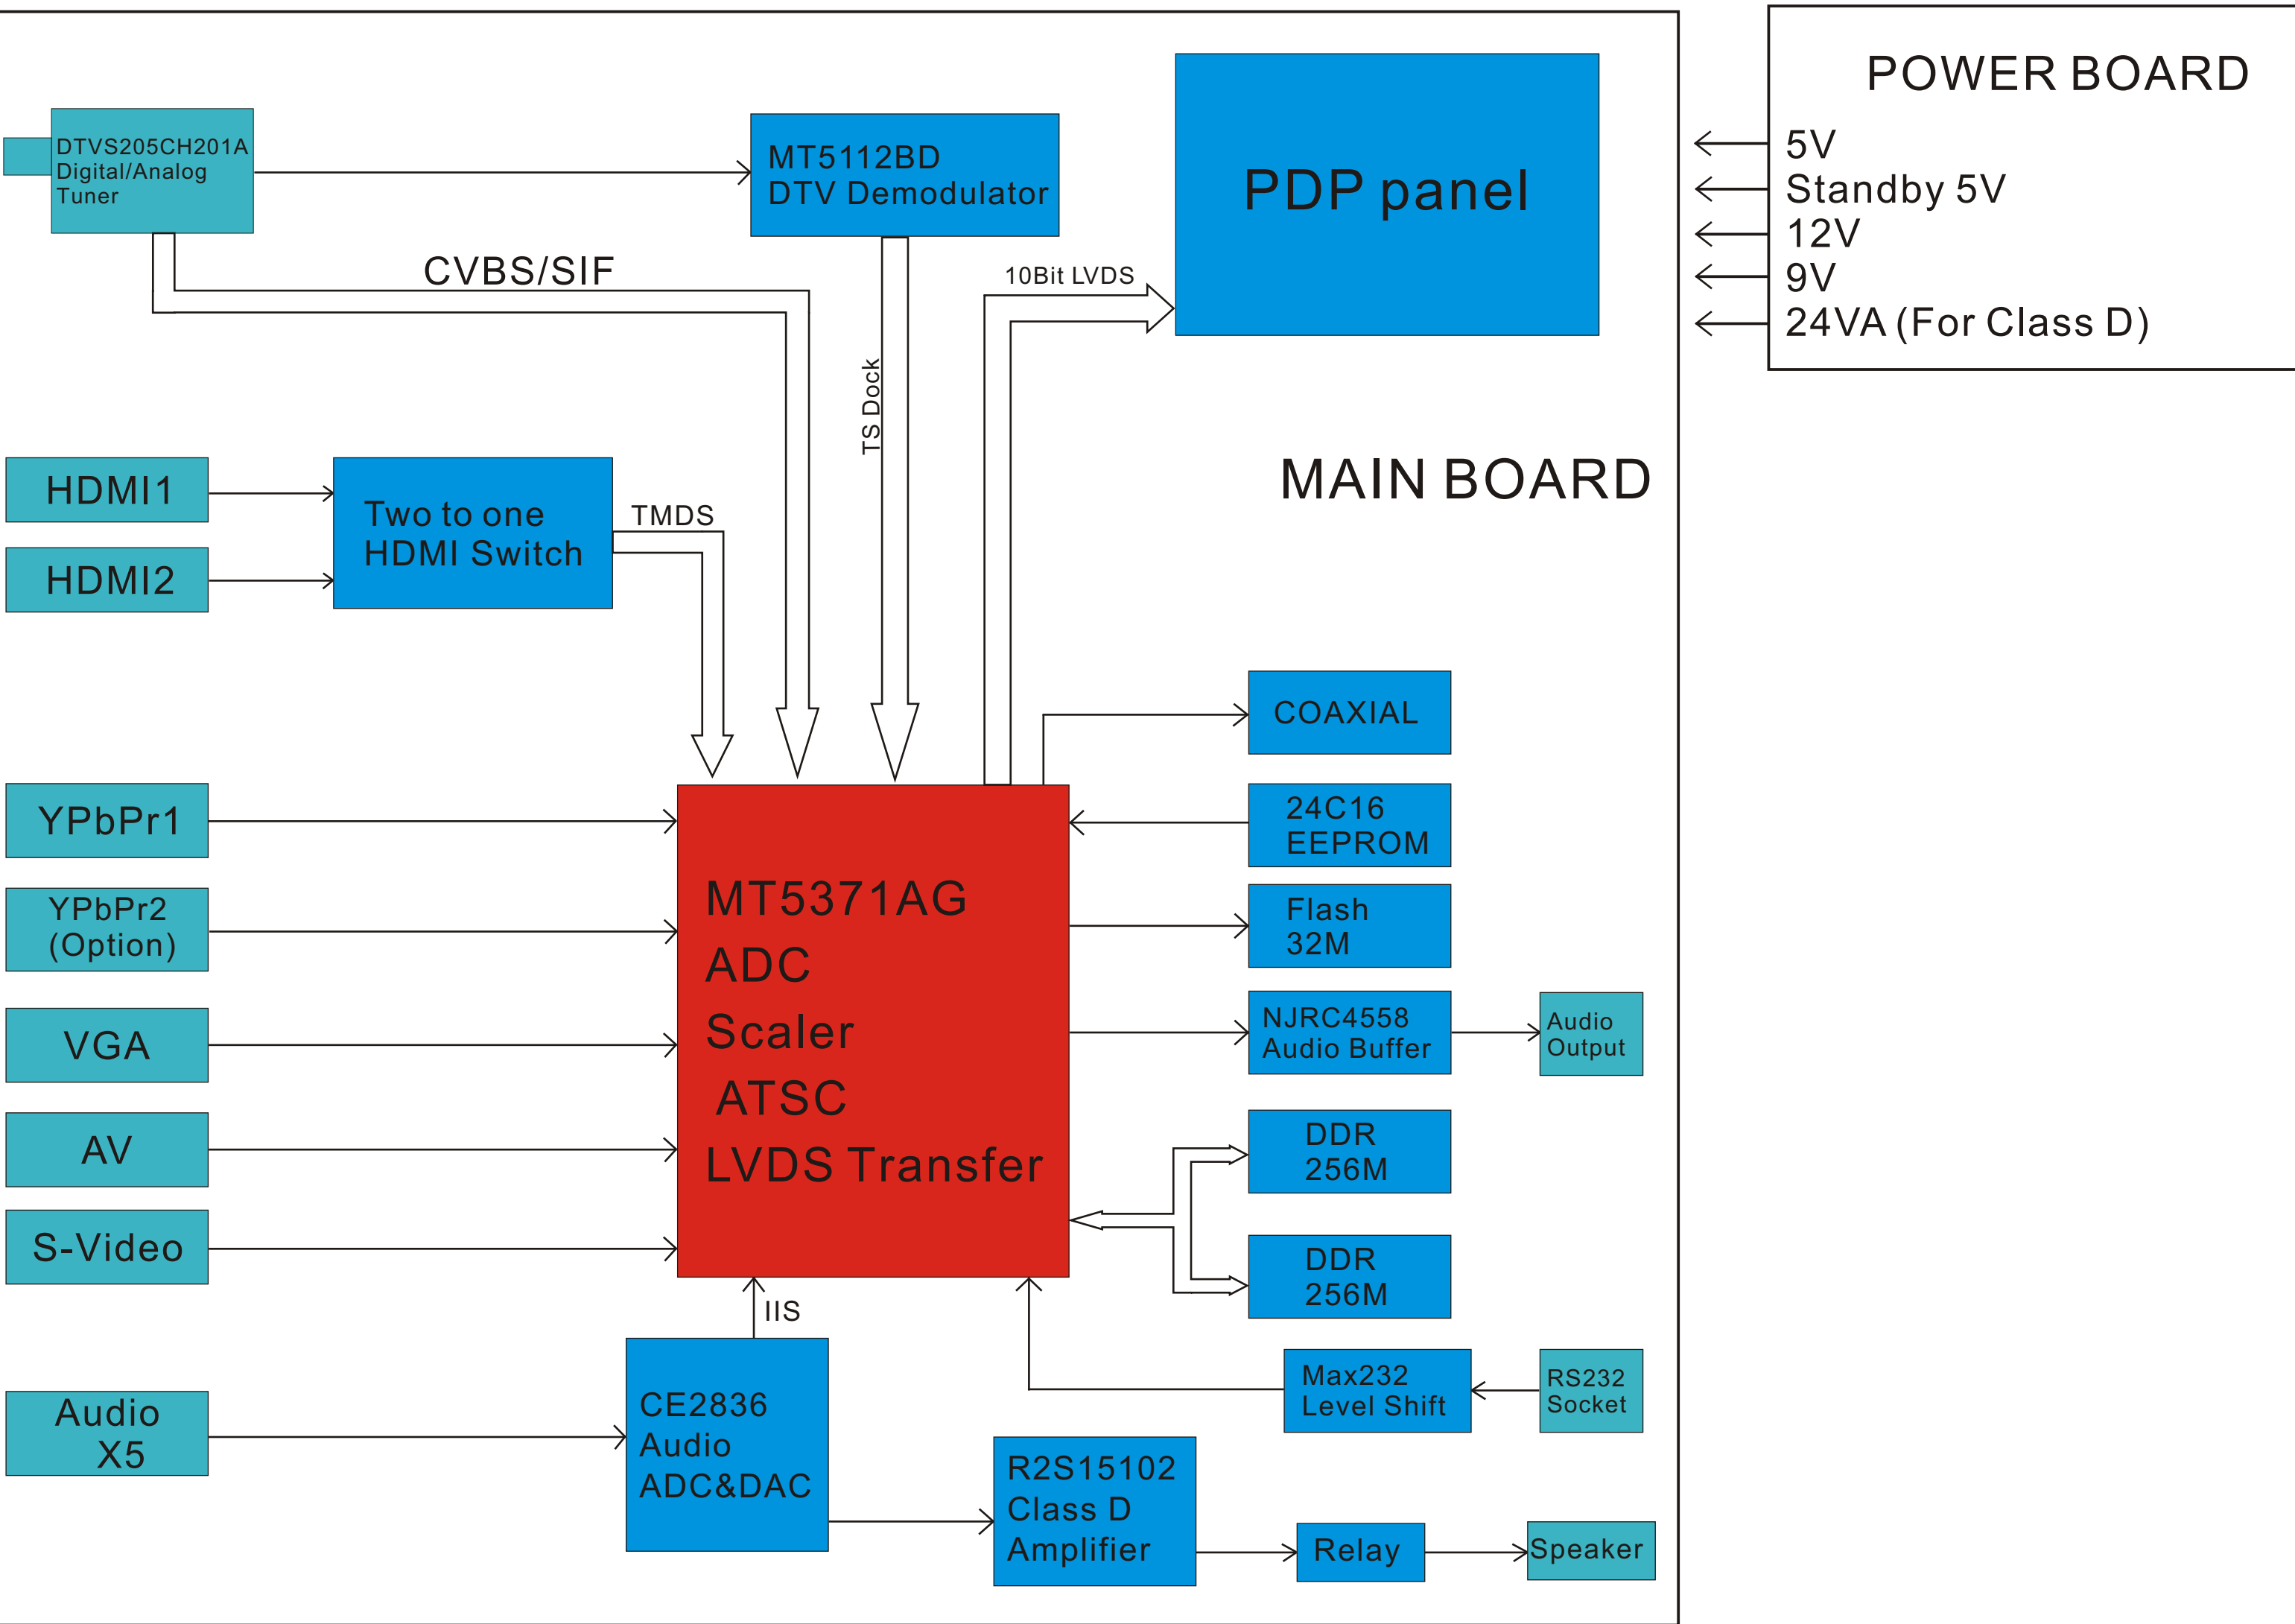 POWER BOARD
5V
Standby 5V
12V
9V
24VA (For Class D)
DTVS205CH201A
Digital/Analog
Tuner
MT5112BD
DTV Demodulator
PDP panel
CVBS/SIF
10Bit LVDS
TS Dock
MAIN BOARD
HDMI1
HDMI2
Two to one
HDMI Switch
TMDS
COAXIAL
YPbPr1
YPbPr2
(Option)
VGA
AV
S-Video
MT5371AG
ADC
Scaler
ATSC
LVDS Transfer
24C16
EEPROM
Flash
32M
NJRC4558
Audio Buffer
Audio
Output
DDR
256M
DDR
256M
IIS
Audio
X5
CE2836
Audio
ADC&DAC
Max232
Level Shift
RS232
Socket
R2S15102
Class D
Amplifier
Relay
Speaker